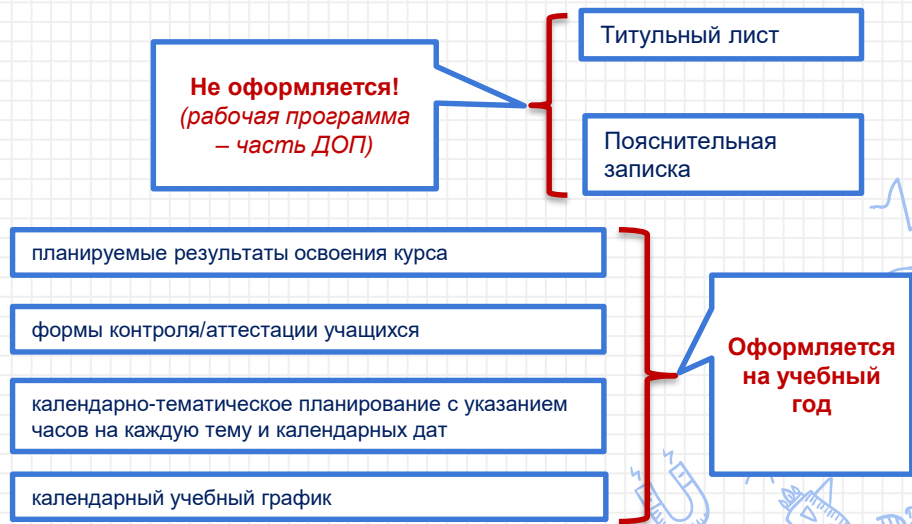 Титульный лист
Не оформляется!
(рабочая программа
– часть ДОП)
Пояснительная
записка
планируемые результаты освоения курса
формы контроля/аттестации учащихся
календарно-тематическое планирование с указанием
часов на каждую тему и календарных дат
календарный учебный график
Оформляется
на учебный
год